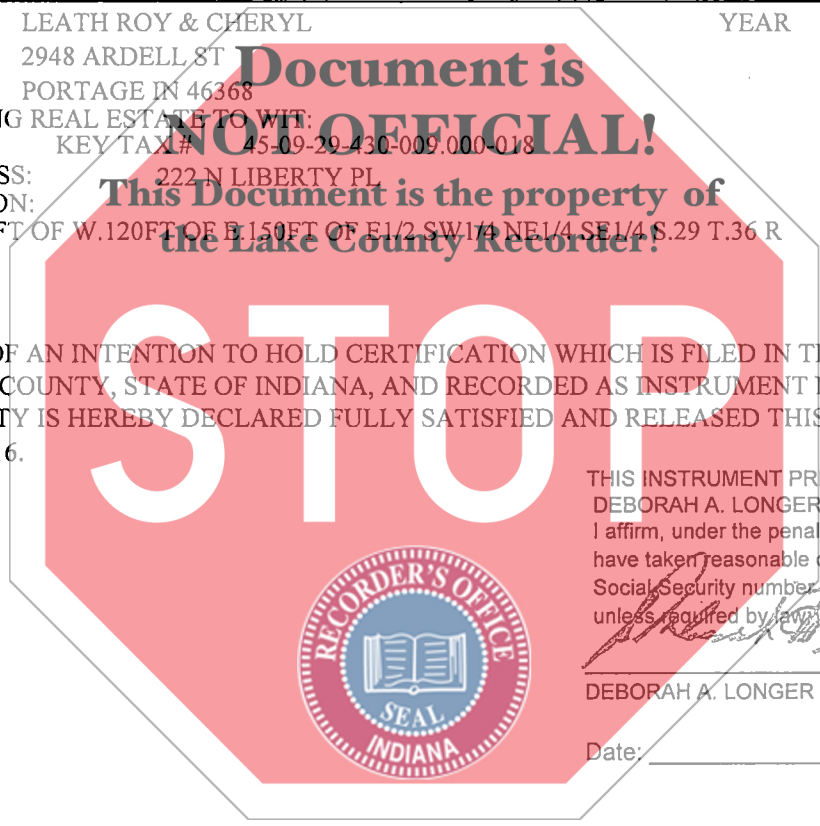 LEATH ROY & CHERYL YEAR
2948 ARDELL ST
Document is
PORTAGE IN 46368
G REAL ESTATE TO WIT:
NOT OFFICIAL!
KEY TAX # 45-09-29-430-009.000-018
SS: 222 N LIBERTY PL
This Document is the property of
ON:
FT OF W.120FT OF E.150FT OF E1/2 SW1/4 NE1/4 SE1/4 S.29 T.36 R
the Lake County Recorder!
STOP
OF AN INTENTION TO HOLD CERTIFICATION WHICH IS FILED IN
COUNTY, STATE OF INDIANA, AND RECORDED AS INSTRUMENT
TY IS HEREBY DECLARED FULLY SATISFIED AND RELEASED THIS
6.
THIS INSTRUMENT PR
DEBORAH A. LONGER
I affirm, under the penal
have taken reasonable
Social Security number
unless required by law
DEBORAH A. LONGER
Date:
RECORDER'S OFFICE
SEAL
INDIANA